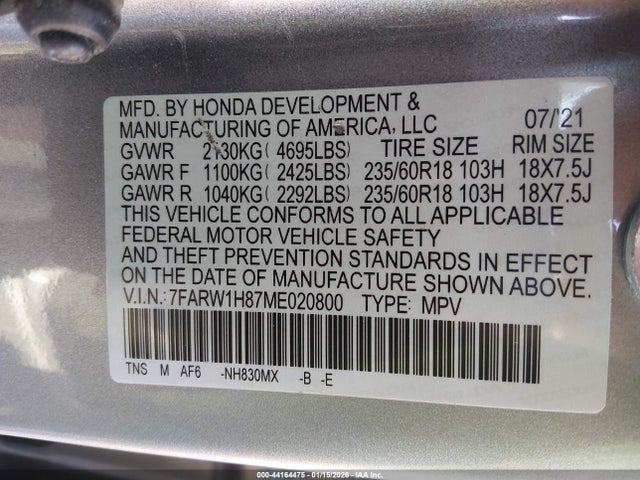 MFD. BY HONDA DEVELOPMENT & 07/'21
MANUFACTURING OF AMERICA, LLC
GVWR 2130KG(4695LBS) TIRE SIZE RIM SIZE
GAWR F 1100KG(2425LBS) 235/60R18 103H 18X7.5J
GAWR R 1040KG(2292LBS) 235/60R18 103H 18X7.5J
THIS VEHICLE CONFORMS TO ALL APPLICABLE
FEDERAL MOTOR VEHICLE SAFETY
AND THEFT PREVENTION STANDARDS IN EFFECT
ON THE DATE OF MANUFACTURE SHOWN ABOVE.
V.I.N.:7FARW1H87ME020800 TYPE: MPV
TNS M AF6 -NH830MX -B -E
000-44164475 - 01/15/2026 - IAA Inc.